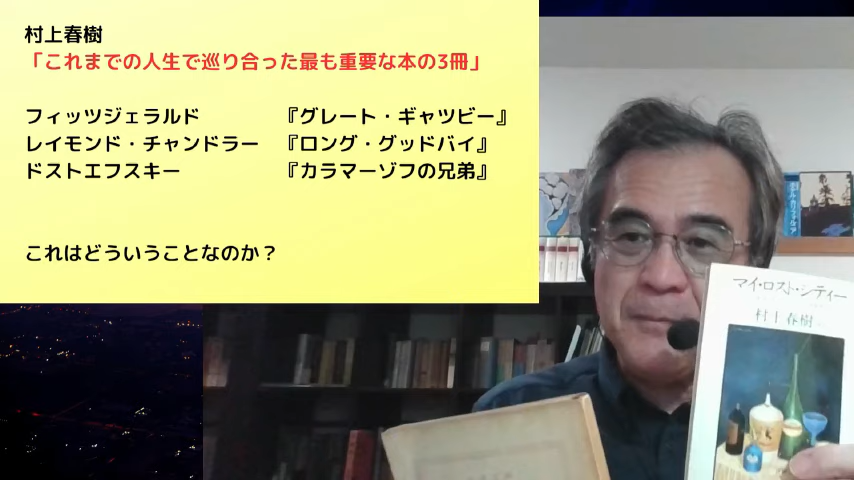 村上春樹
「これまでの人生で巡り合った最も重要な本の3冊」
フィッツジェラルド 『グレート・ギャツビー』
レイモンド・チャンドラー 『ロング・グッドバイ』
ドストエフスキー 『カラマーゾフの兄弟』
これはどういうことなのか？
マイ・ロスト・シティー
村上春樹